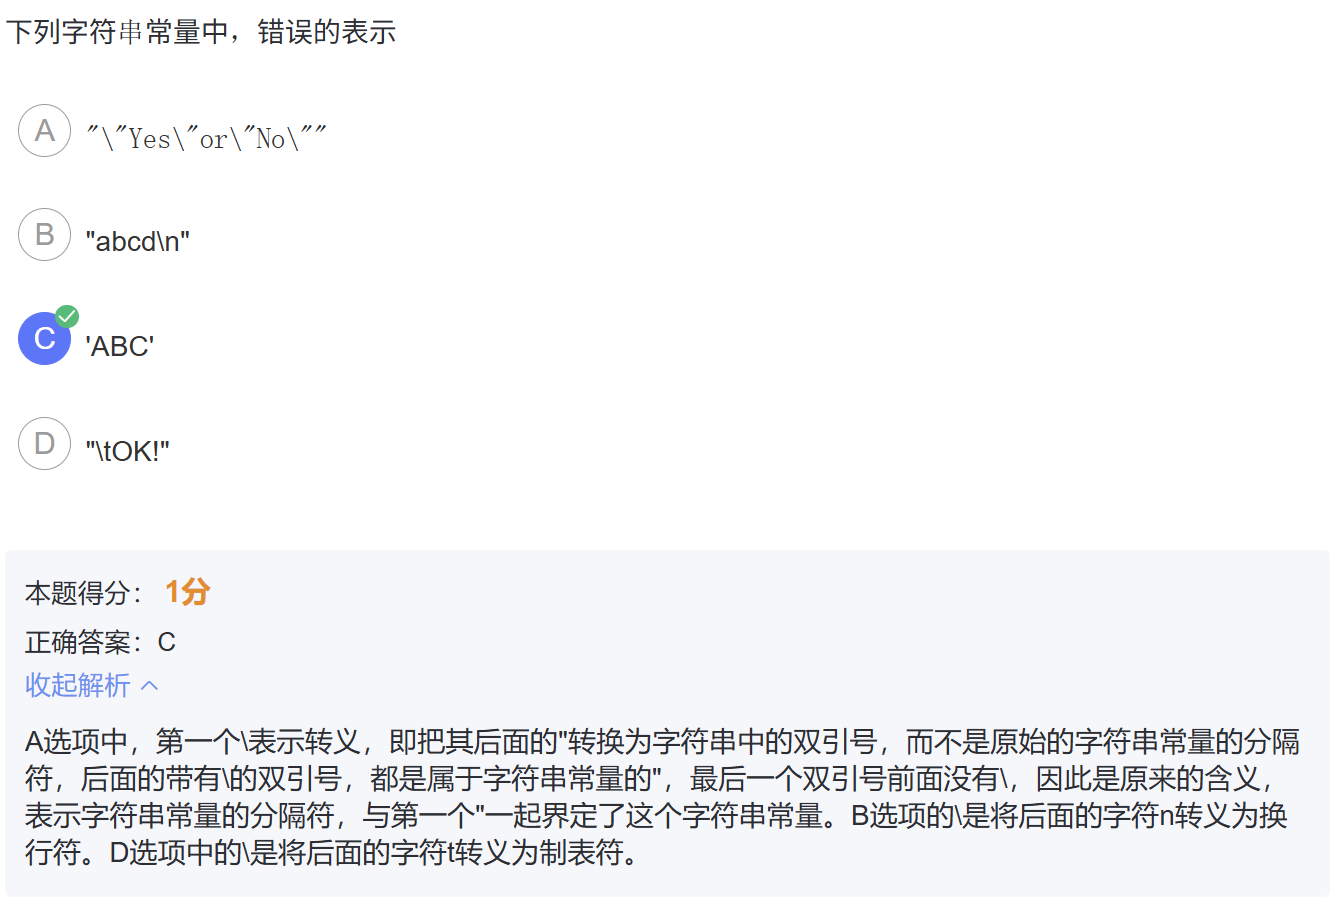 下列字符串常量中，错误的表示
A "\"Yes\"or\"No\""
B "abcd\n"
C 'ABC'
D "\tOK!"
本题得分： 1分
正确答案：C
收起解析
A选项中，第一个\表示转义，即把其后面的"转换为字符串中的双引号，而不是原始的字符串常量的分隔
符，后面的带有\的双引号，都是属于字符串常量的"，最后一个双引号前面没有\，因此是原来的含义，
表示字符串常量的分隔符，与第一个"一起界定了这个字符串常量。B选项的\是将后面的字符n转义为换
行符。D选项中的\是将后面的字符t转义为制表符。